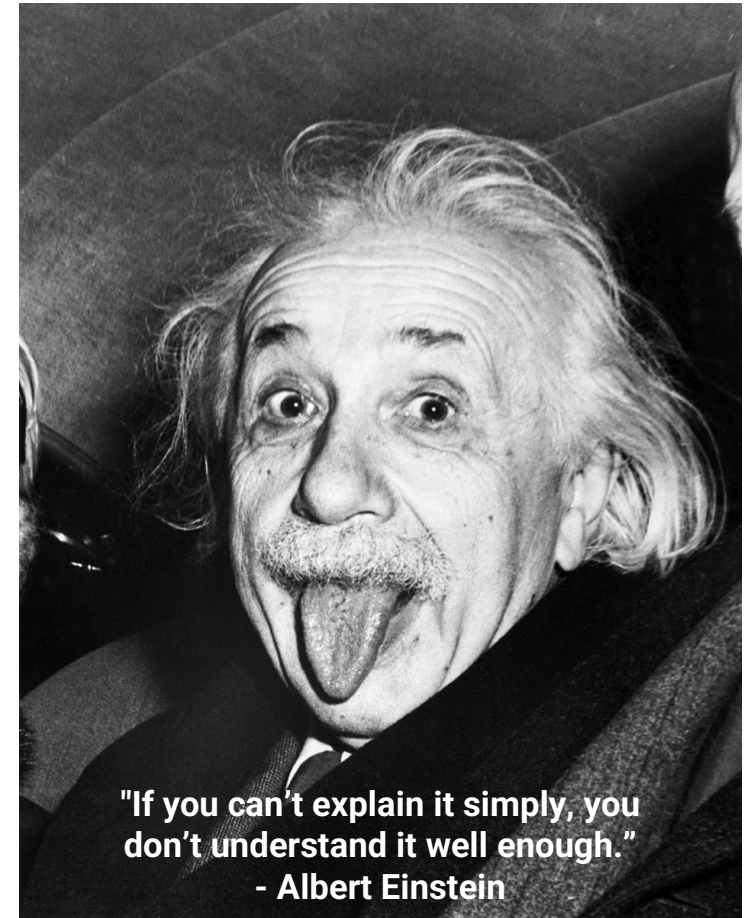 "If you can’t explain it simply, you
don’t understand it well enough.”
- Albert Einstein